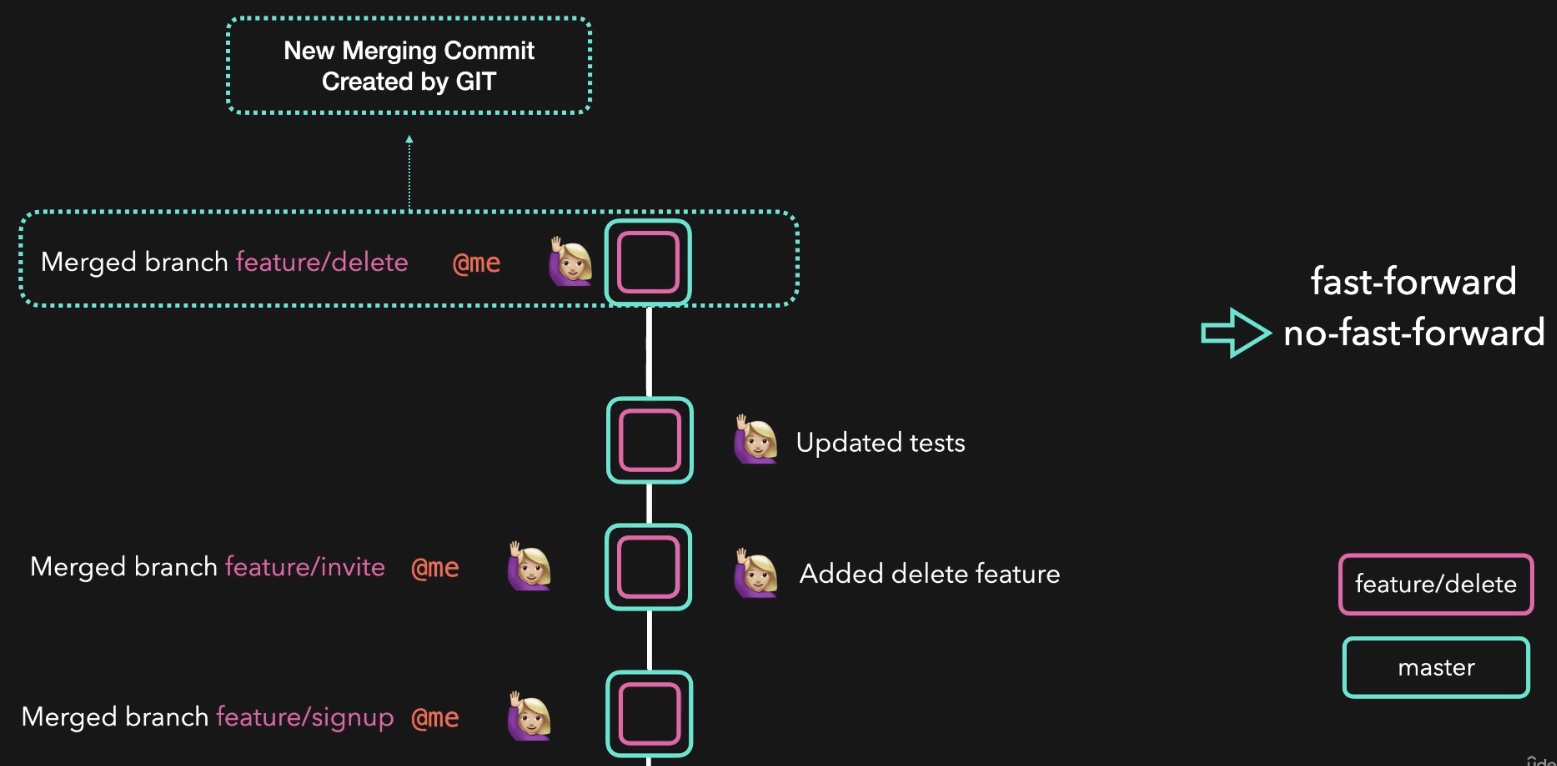 New Merging Commit
Created by GIT
Merged branch feature/delete @me
fast-forward
no-fast-forward
Updated tests
Merged branch feature/invite @me
Added delete feature
feature/delete
master
Merged branch feature/signup @me